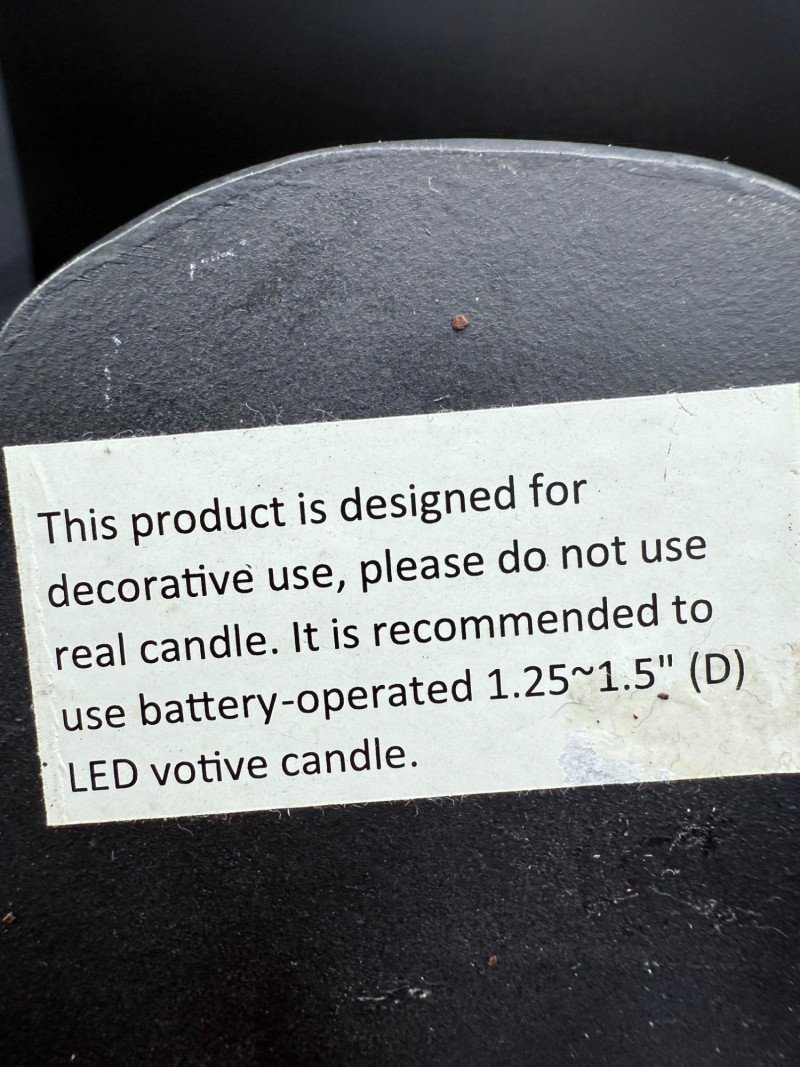 This product is designed for
decorative use, please do not use
real candle. It is recommended to
use battery-operated 1.25~1.5" (D)
LED votive candle.